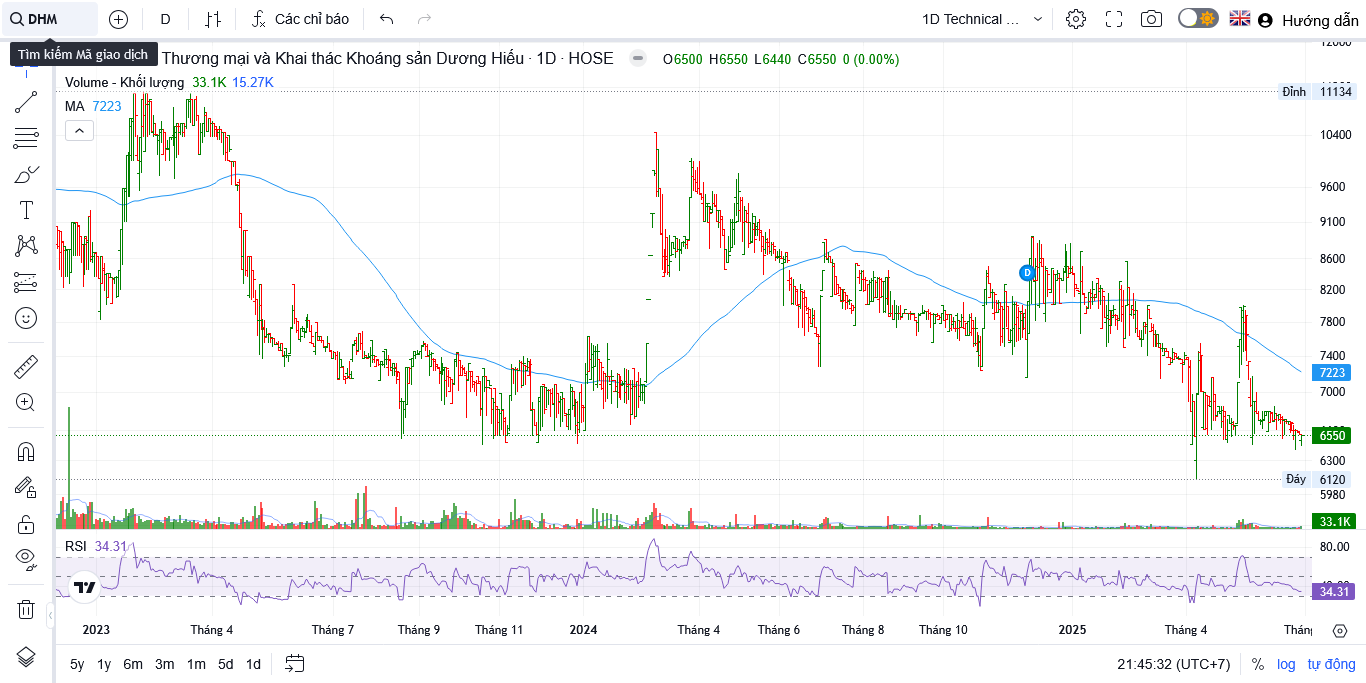 DHM
D
Các chỉ báo
1D Technical ...
Hướng dẫn
Tìm kiếm Mã giao dịch
Thương mại và Khai thác Khoáng sản Dương Hiếu · 1D · HOSE
O6500 H6550 L6440 C6550 0 (0.00%)
Volume - Khối lượng 33.1K 15.27K
MA 7223
12000
Đỉnh 11134
10400
9600
9100
8600
8200
7800
7400
7223
7000
6550
6300
Đáy 6120
5980
33.1K
RSI 34.31
80.00
34.31
D
2023 Tháng 4 Tháng 7 Tháng 9 Tháng 11 2024 Tháng 4 Tháng 6 Tháng 8 Tháng 10 2025 Tháng 4
5y 1y 6m 3m 1m 5d 1d
21:45:32 (UTC+7) % log tự động